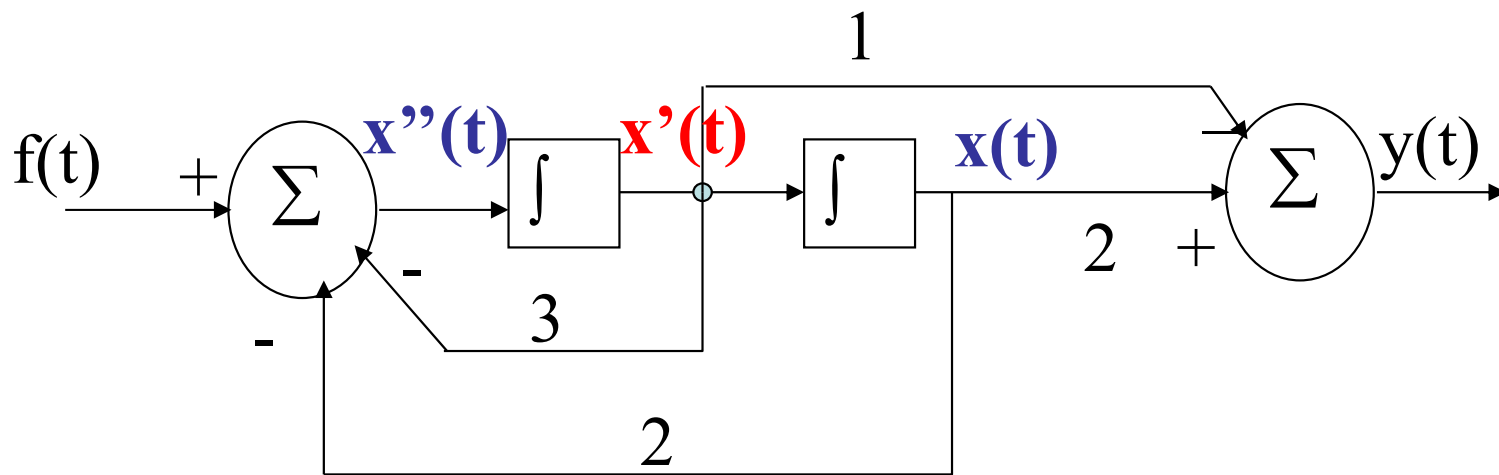 1
f(t) + Σ x”(t) ∫ x’(t) ∫ x(t) – Σ y(t)
- 2 +
- 3
2